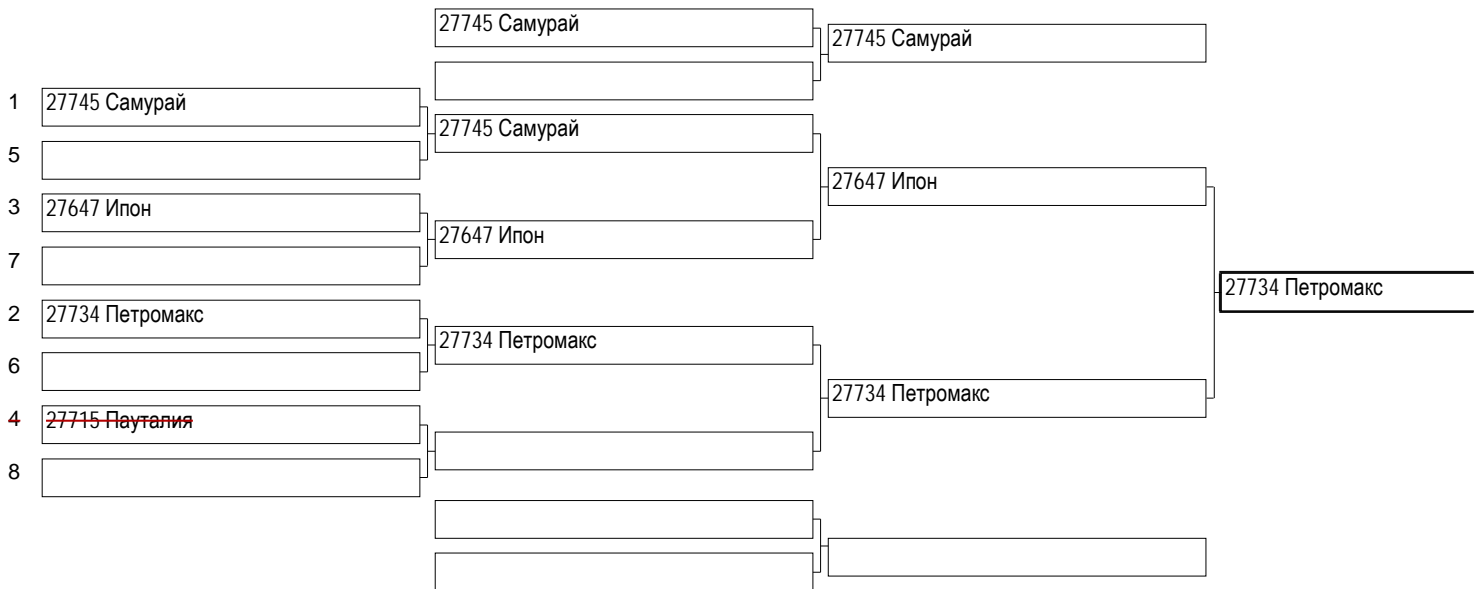 27745 Самурай
27745 Самурай
1 27745 Самурай
27745 Самурай
5
27647 Ипон
3 27647 Ипон
27647 Ипон
7
27734 Петромакс
2 27734 Петромакс
27734 Петромакс
6
27734 Петромакс
4 27715 Пауталия
8